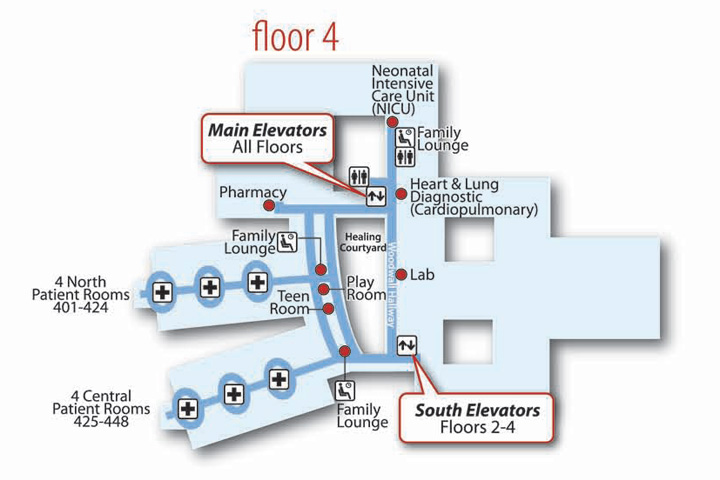 floor 4
Neonatal
Intensive
Care Unit
(NICU)
Main Elevators
All Floors
Family
Lounge
Pharmacy
Heart & Lung
Diagnostic
(Cardiopulmonary)
Family
Lounge
Healing
Courtyard
Woodwall Hallway
Lab
4 North
Patient Rooms
401-424
Play
Room
Teen
Room
4 Central
Patient Rooms
425-448
Family
Lounge
South Elevators
Floors 2-4